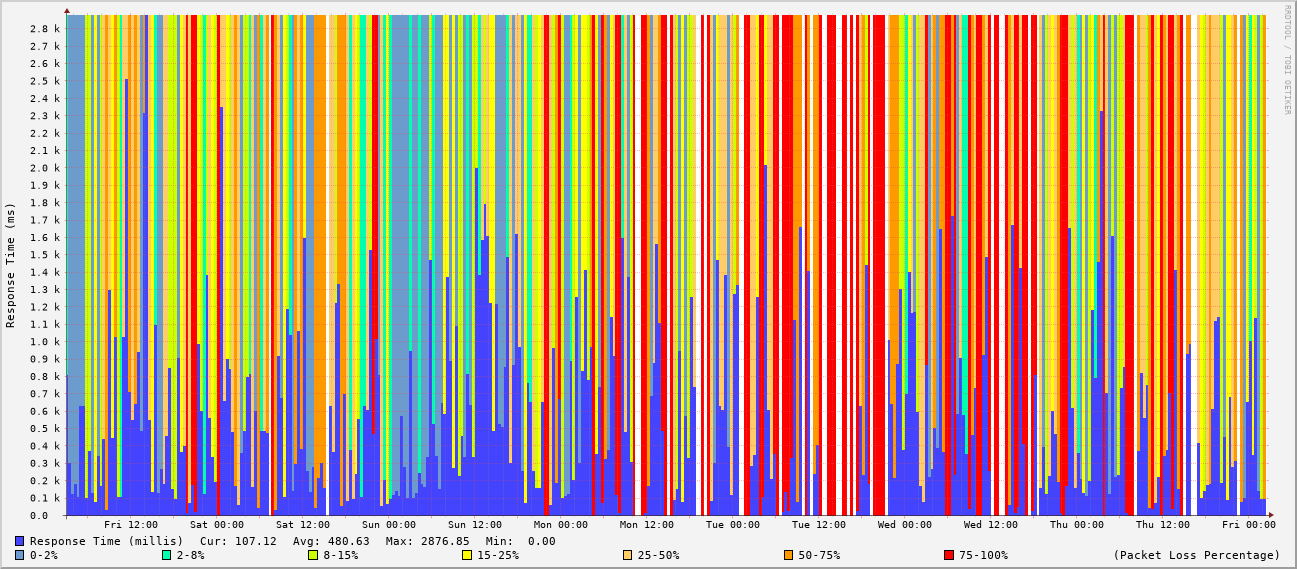 RRDTOOL / TOBI OETIKER
Response Time (ms)
2.8 k
2.7 k
2.6 k
2.5 k
2.4 k
2.3 k
2.2 k
2.1 k
2.0 k
1.9 k
1.8 k
1.7 k
1.6 k
1.5 k
1.4 k
1.3 k
1.2 k
1.1 k
1.0 k
0.9 k
0.8 k
0.7 k
0.6 k
0.5 k
0.4 k
0.3 k
0.2 k
0.1 k
0.0
Fri 12:00 Sat 00:00 Sat 12:00 Sun 00:00 Sun 12:00 Mon 00:00 Mon 12:00 Tue 00:00 Tue 12:00 Wed 00:00 Wed 12:00 Thu 00:00 Thu 12:00 Fri 00:00
Response Time (millis) Cur: 107.12 Avg: 480.63 Max: 2876.85 Min: 0.00
0-2% 2-8% 8-15% 15-25% 25-50% 50-75% 75-100% (Packet Loss Percentage)